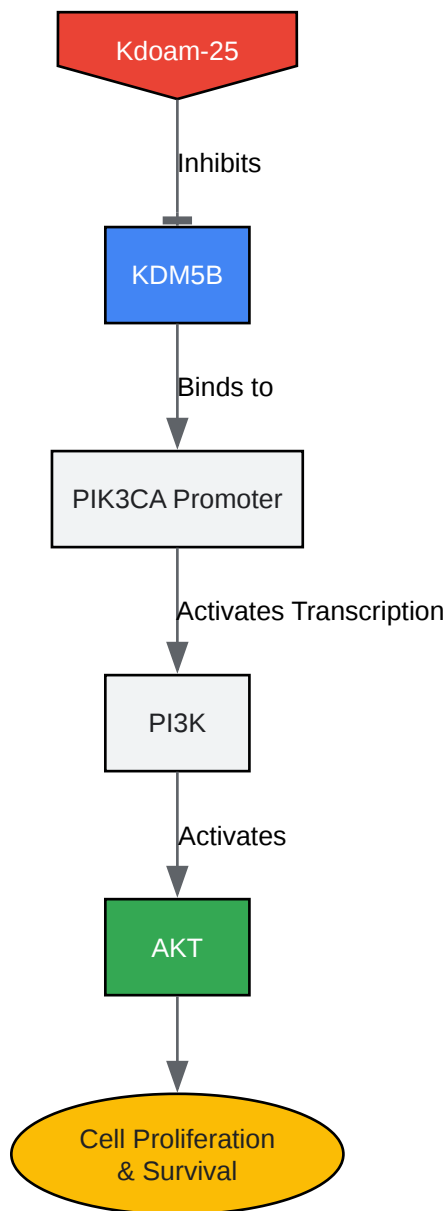 Kdoam-25
Inhibits
KDM5B
Binds to
PIK3CA Promoter
Activates Transcription
PI3K
Activates
AKT
Cell Proliferation
& Survival